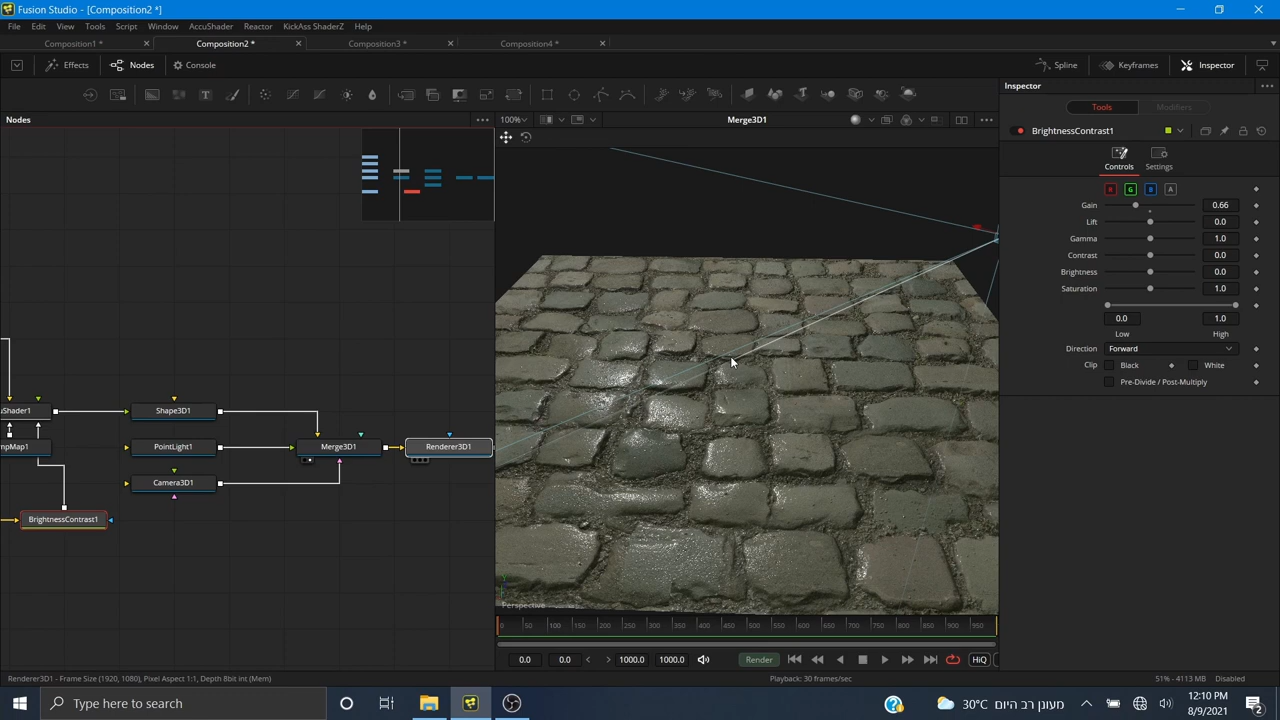 Fusion Studio - [Composition2 *]
File Edit View Tools Script Window AccuShader Reactor KickAss ShaderZ Help
Composition1 * Composition2 * Composition3 * Composition4 *
Effects Nodes Console Spline Keyframes Inspector
Nodes
100%
Merge3D1
Inspector
Tools Modifiers
BrightnessContrast1
Controls Settings
R G B A
Gain 0.66
Lift 0.0
Gamma 1.0
Contrast 0.0
Brightness 0.0
Saturation 1.0
0.0 1.0
Low High
Direction Forward
Clip Black White
Pre-Divide / Post-Multiply
Shader1
Shape3D1
PointLight1
Merge3D1
Renderer3D1
Camera3D1
BrightnessContrast1
Perspective
0 50 100 150 200 250 300 350 400 450 500 550 600 650 700 750 800 850 900 950
0.0 0.0 1000.0 1000.0 Render HiQ
Renderer3D1 - Frame Size (1920, 1080), Pixel Aspect 1:1, Depth 8bit int (Mem) Playback: 30 frames/sec 51% - 4113 MB Disabled
Type here to search
30°C מעונן רב היום
12:10 PM
8/9/2021
2